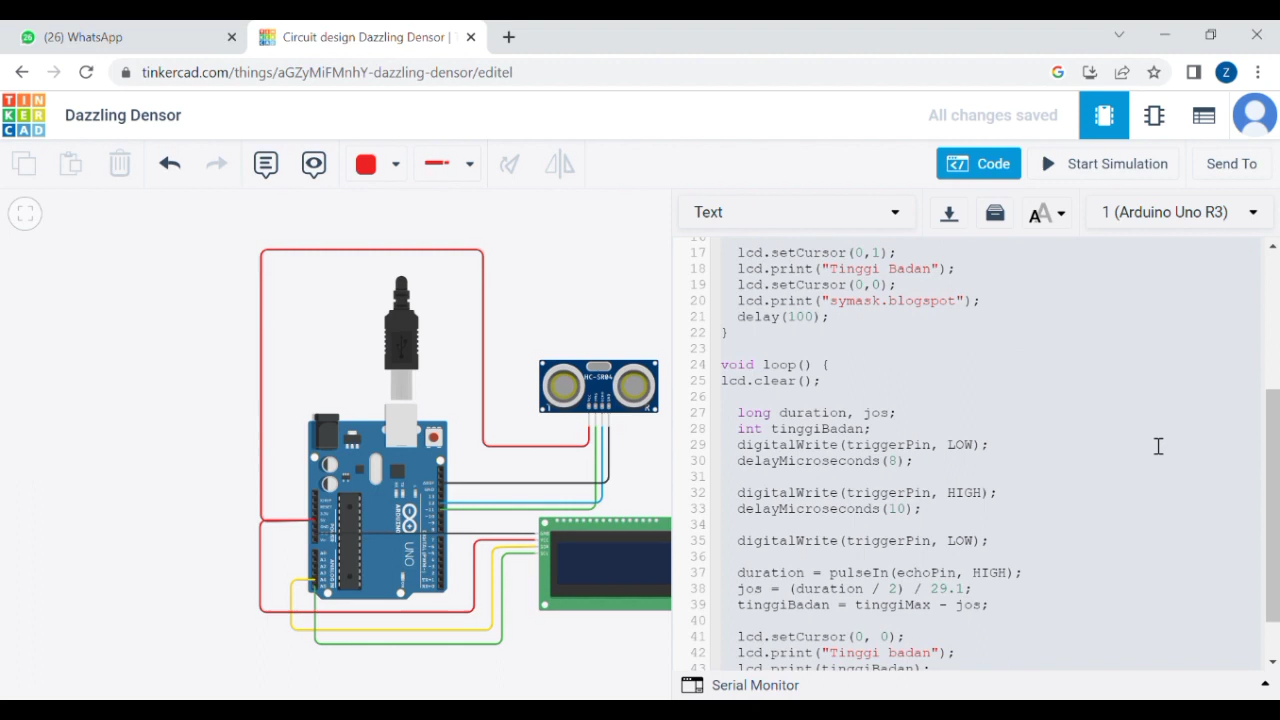 (26) WhatsApp
Circuit design Dazzling Densor |
tinkercad.com/things/aGZyMiFMnhY-dazzling-densor/editel
Z
TIN
KER
CAD
Dazzling Densor
All changes saved
Code
Start Simulation
Send To
Text
1 (Arduino Uno R3)
HC-SR04
ARDUINO
UNO
16
17 lcd.setCursor(0,1);
18 lcd.print("Tinggi Badan");
19 lcd.setCursor(0,0);
20 lcd.print("symask.blogspot");
21 delay(100);
22 }
23
24 void loop() {
25 lcd.clear();
26
27 long duration, jos;
28 int tinggiBadan;
29 digitalWrite(triggerPin, LOW);
30 delayMicroseconds(8);
31
32 digitalWrite(triggerPin, HIGH);
33 delayMicroseconds(10);
34
35 digitalWrite(triggerPin, LOW);
36
37 duration = pulseIn(echoPin, HIGH);
38 jos = (duration / 2) / 29.1;
39 tinggiBadan = tinggiMax - jos;
40
41 lcd.setCursor(0, 0);
42 lcd.print("Tinggi badan");
43 lcd.print(tinggiBadan);
Serial Monitor